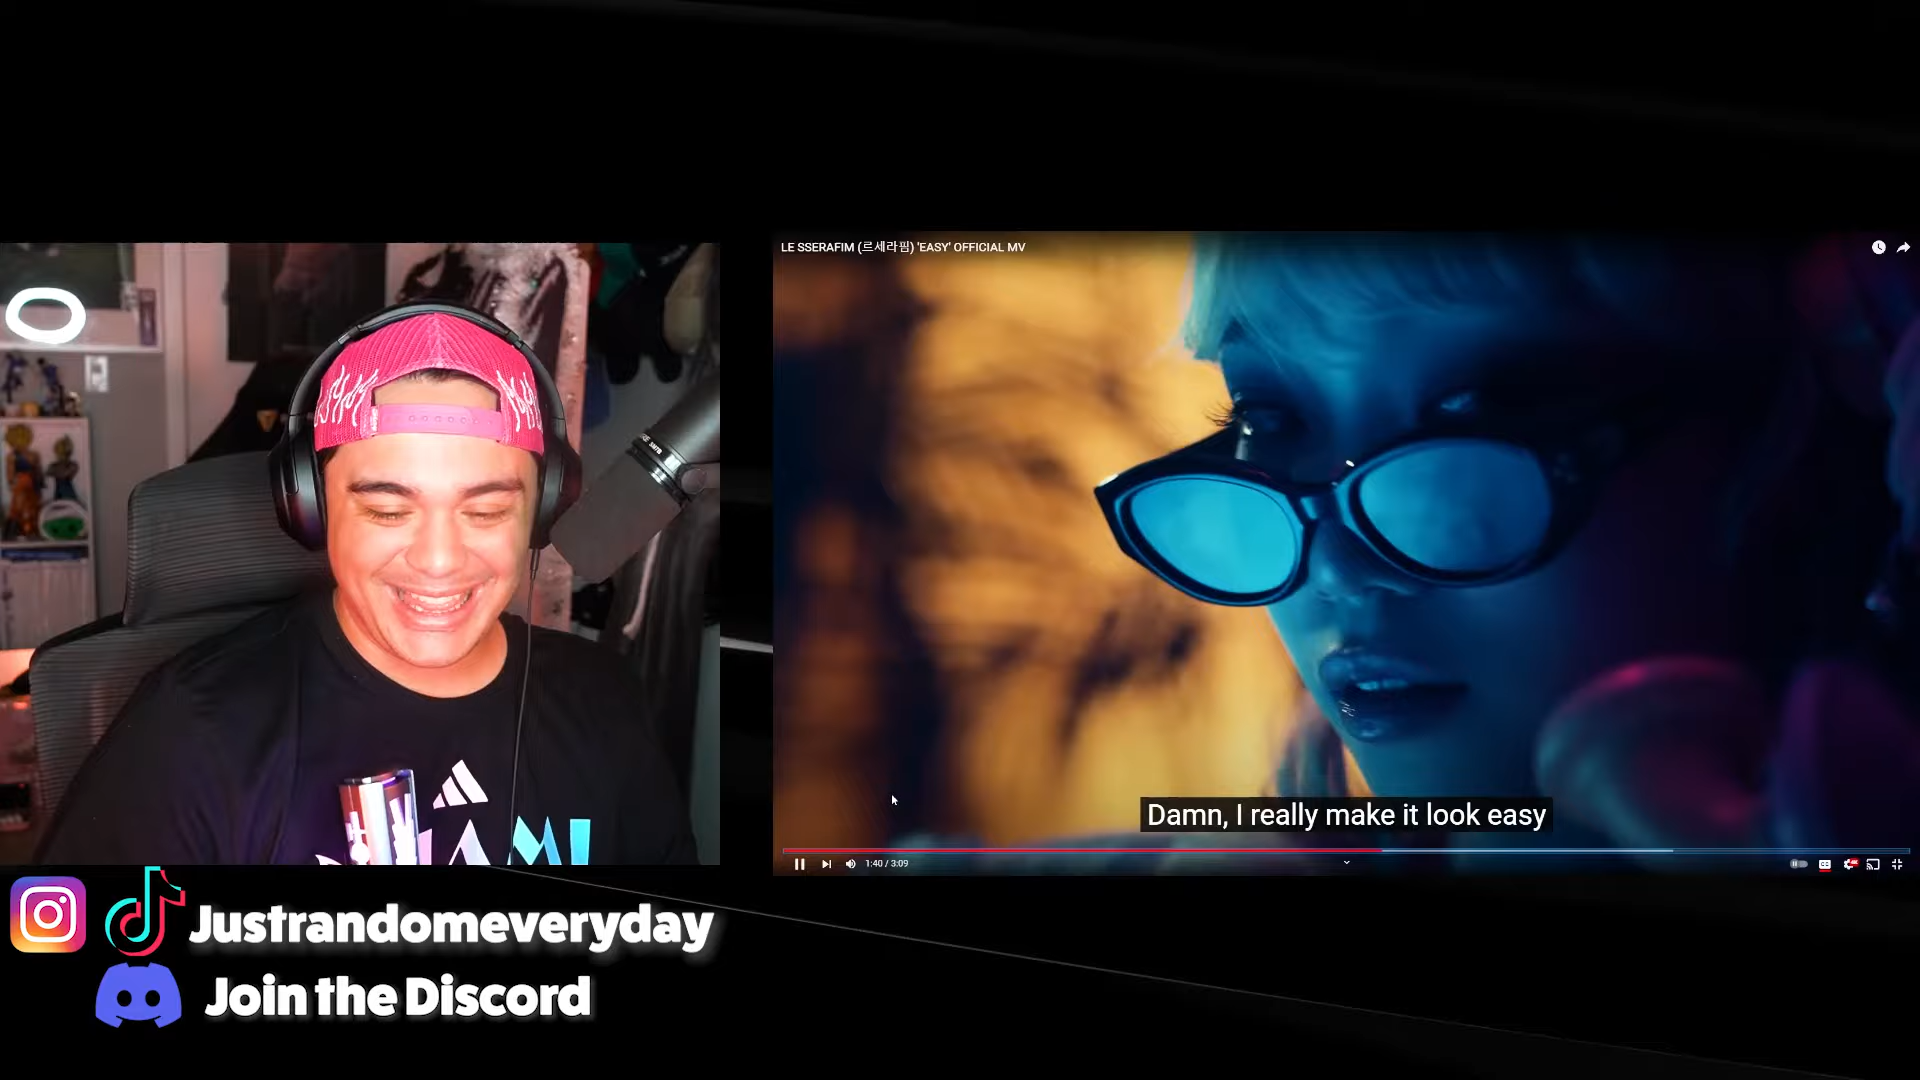 LE SSERAFIM (르세라핌) 'EASY' OFFICIAL MV
Damn, I really make it look easy
1:40 / 3:09
MIAMI
Justrandomeveryday
Join the Discord